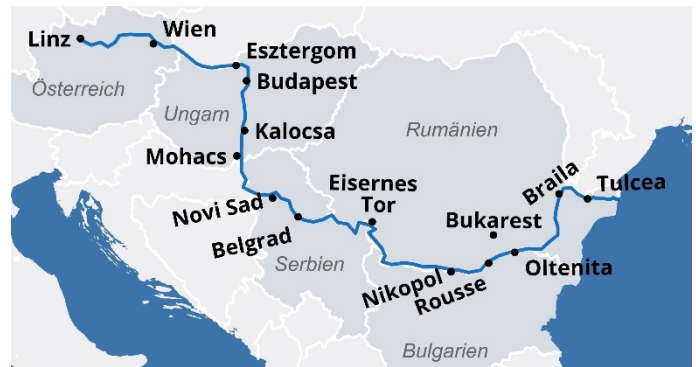 Linz
Wien
Esztergom
Budapest
Österreich
Ungarn
Kalocsa
Rumänien
Mohacs
Eisernes
Tor
Braila
Tulcea
Novi Sad
Bukarest
Belgrad
Serbien
Oltenita
Nikopol
Rousse
Bulgarien